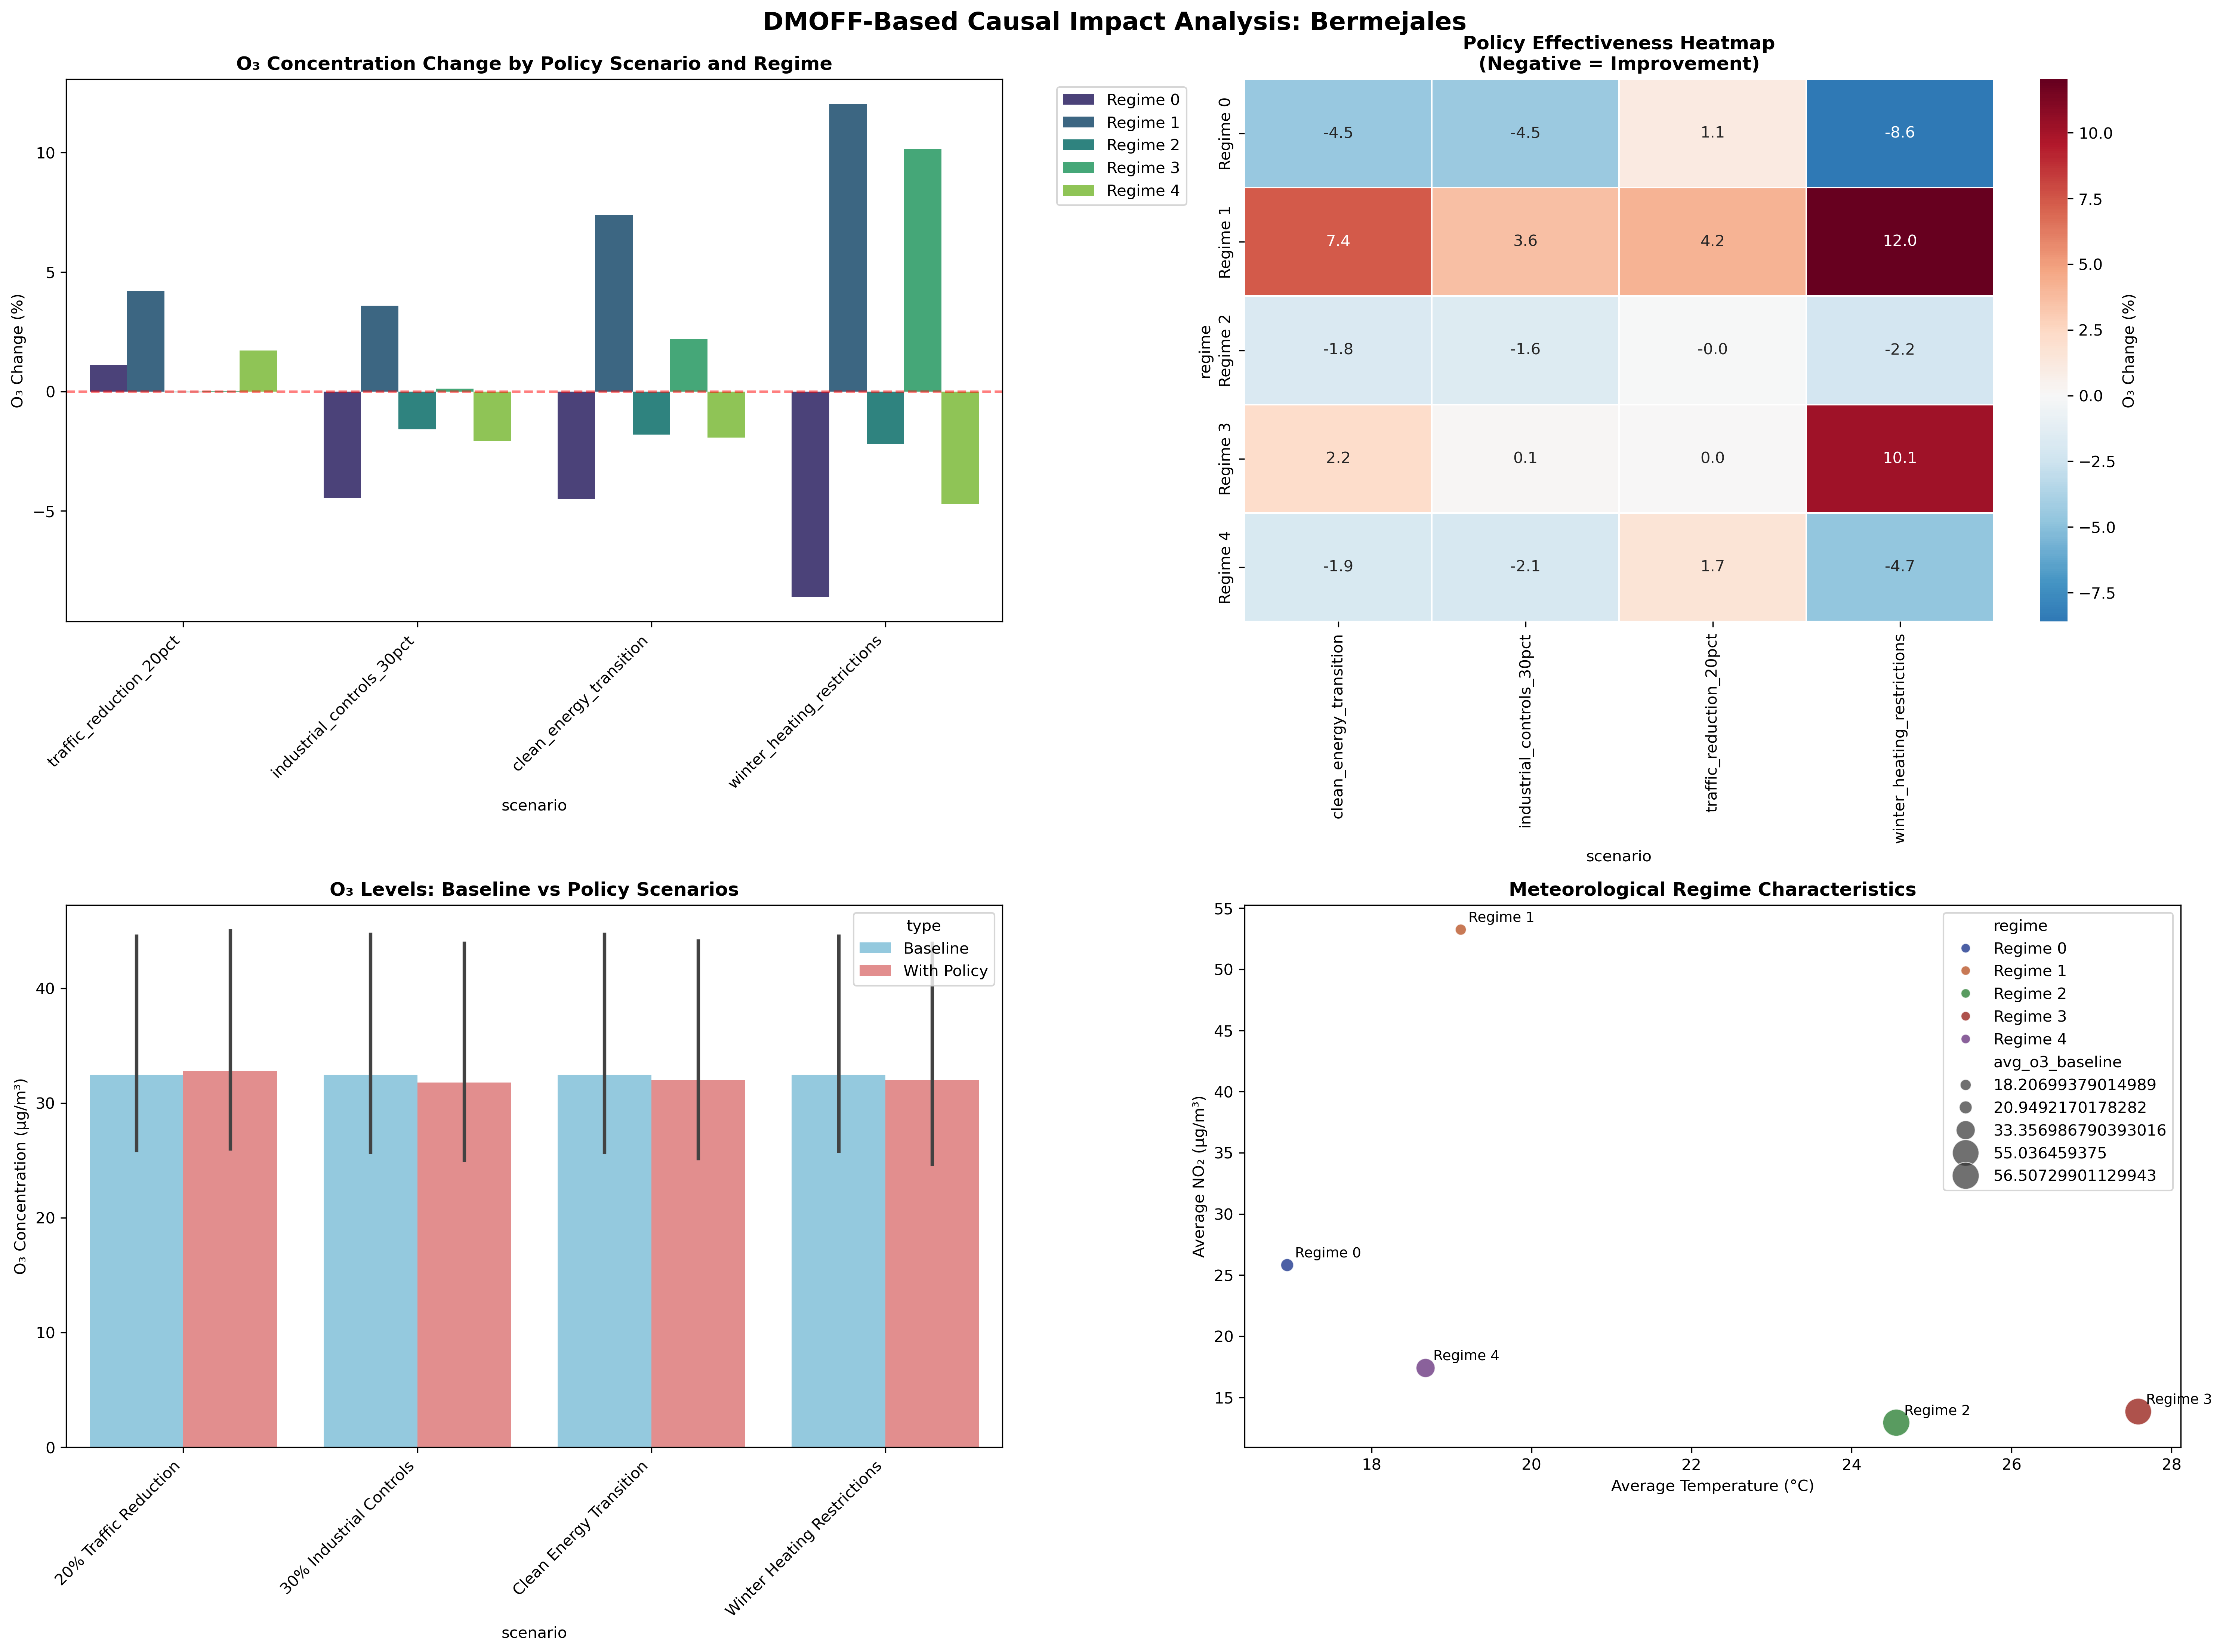 DMOFF-Based Causal Impact Analysis: Bermejales
O₃ Concentration Change by Policy Scenario and Regime
O₃ Change (%)
10
5
0
−5
traffic_reduction_20pct
industrial_controls_30pct
clean_energy_transition
winter_heating_restrictions
scenario
Regime 0
Regime 1
Regime 2
Regime 3
Regime 4
Policy Effectiveness Heatmap
(Negative = Improvement)
regime
Regime 0
-4.5 -4.5 1.1 -8.6
Regime 1
7.4 3.6 4.2 12.0
Regime 2
-1.8 -1.6 -0.0 -2.2
Regime 3
2.2 0.1 0.0 10.1
Regime 4
-1.9 -2.1 1.7 -4.7
clean_energy_transition
industrial_controls_30pct
traffic_reduction_20pct
winter_heating_restrictions
scenario
10.0
7.5
5.0
2.5
0.0
−2.5
−5.0
−7.5
O₃ Change (%)
O₃ Levels: Baseline vs Policy Scenarios
O₃ Concentration (μg/m³)
40
30
20
10
0
type
Baseline
With Policy
20% Traffic Reduction
30% Industrial Controls
Clean Energy Transition
Winter Heating Restrictions
scenario
Meteorological Regime Characteristics
Average NO₂ (μg/m³)
55
50
45
40
35
30
25
20
15
Regime 1
Regime 0
Regime 4
Regime 2
Regime 3
regime
Regime 0
Regime 1
Regime 2
Regime 3
Regime 4
avg_o3_baseline
18.20699379014989
20.9492170178282
33.356986790393016
55.036459375
56.50729901129943
18 20 22 24 26 28
Average Temperature (°C)